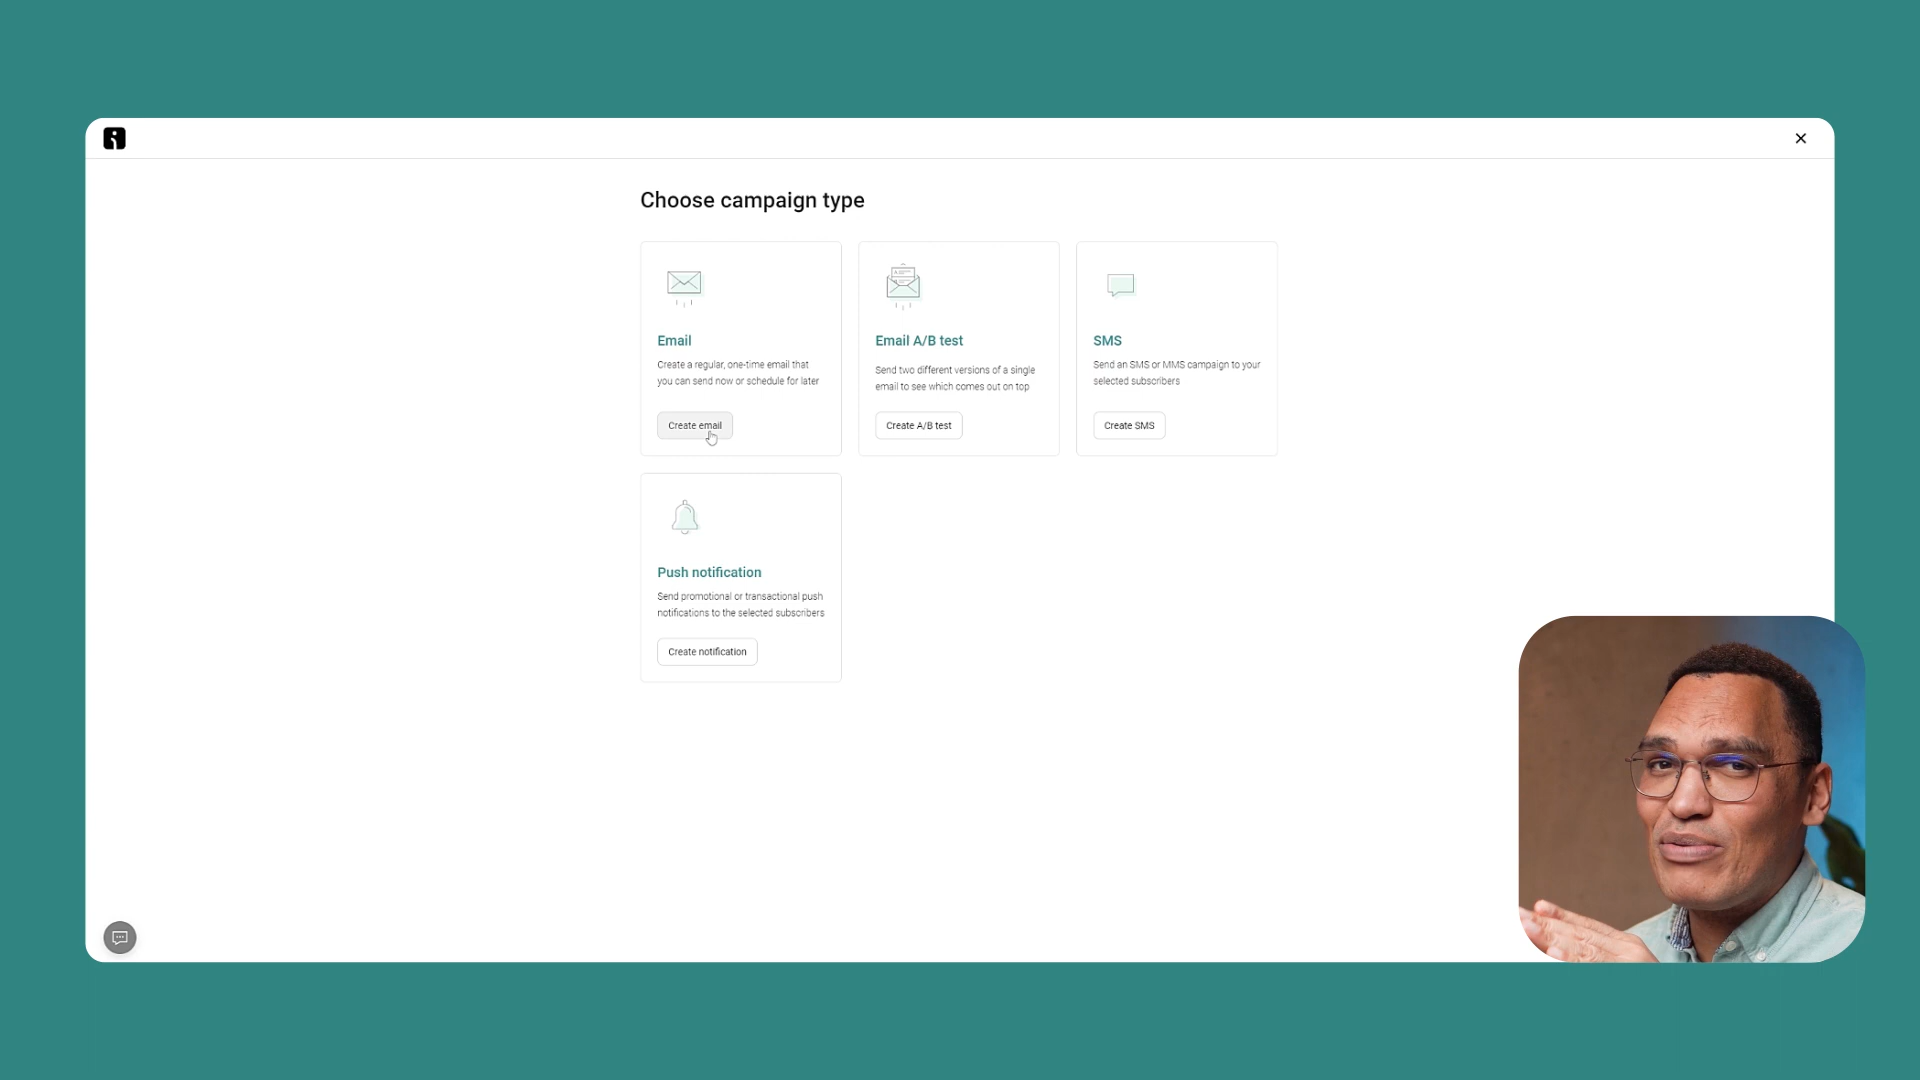 Choose campaign type
Email
Create a regular, one-time email that
you can send now or schedule for later
Create email
Email A/B test
Send two different versions of a single
email to see which comes out on top
Create A/B test
SMS
Send an SMS or MMS campaign to your
selected subscribers
Create SMS
Push notification
Send promotional or transactional push
notifications to the selected subscribers
Create notification